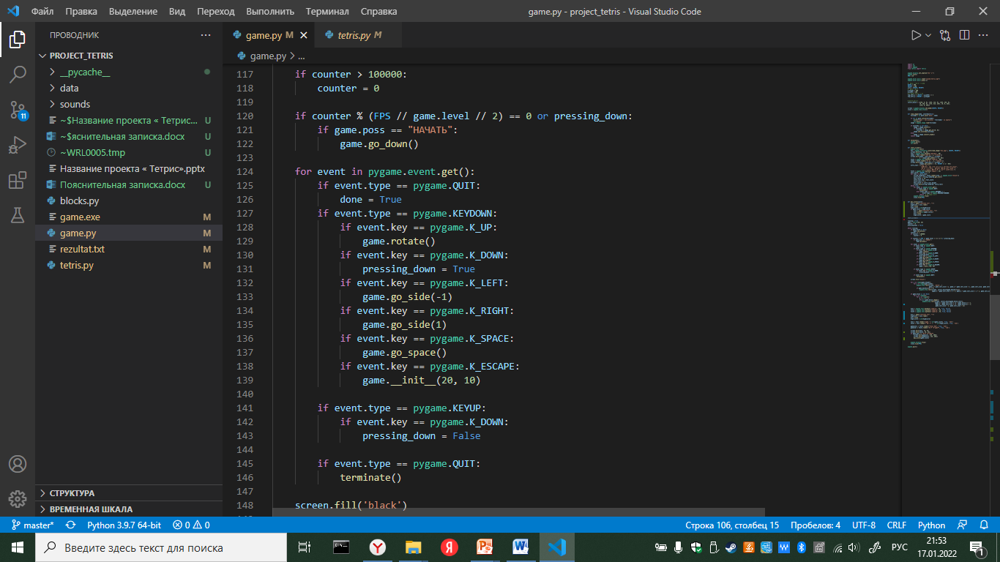 Файл Правка Выделение Вид Переход Выполнить Терминал Справка
game.py - project_tetris - Visual Studio Code
ПРОВОДНИК
game.py M
tetris.py M
game.py > ...
PROJECT_TETRIS
__pycache__
data
sounds
~$Название проекта « Тетрис... U
~$яснительная записка.docx U
~WRL0005.tmp U
Название проекта « Тетрис».pptx
Пояснительная записка.docx U
blocks.py
game.exe M
game.py M
rezultat.txt M
tetris.py M
СТРУКТУРА
ВРЕМЕННАЯ ШКАЛА
11
117 if counter > 100000:
118 counter = 0
119
120 if counter % (FPS // game.level // 2) == 0 or pressing_down:
121 if game.poss == "НАЧАТЬ":
122 game.go_down()
123
124 for event in pygame.event.get():
125 if event.type == pygame.QUIT:
126 done = True
127 if event.type == pygame.KEYDOWN:
128 if event.key == pygame.K_UP:
129 game.rotate()
130 if event.key == pygame.K_DOWN:
131 pressing_down = True
132 if event.key == pygame.K_LEFT:
133 game.go_side(-1)
134 if event.key == pygame.K_RIGHT:
135 game.go_side(1)
136 if event.key == pygame.K_SPACE:
137 game.go_space()
138 if event.key == pygame.K_ESCAPE:
139 game.__init__(20, 10)
140
141 if event.type == pygame.KEYUP:
142 if event.key == pygame.K_DOWN:
143 pressing_down = False
144
145 if event.type == pygame.QUIT:
146 terminate()
147
148 screen.fill('black')
master* Python 3.9.7 64-bit 0 0
Строка 106, столбец 15 Пробелов: 4 UTF-8 CRLF Python
Введите здесь текст для поиска
РУС
21:53
17.01.2022
1